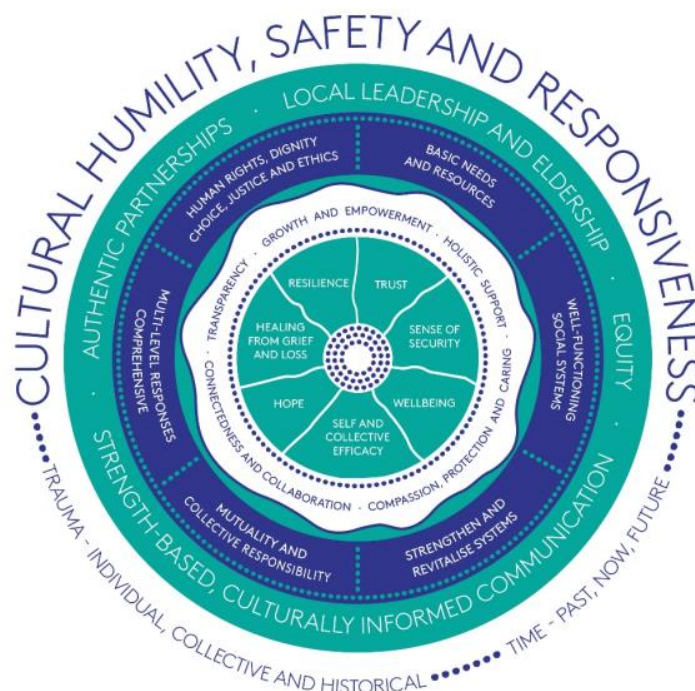 CULTURAL HUMILITY, SAFETY AND RESPONSIVENESS
TRAUMA - INDIVIDUAL, COLLECTIVE AND HISTORICAL
TIME - PAST, NOW, FUTURE
AUTHENTIC PARTNERSHIPS · LOCAL LEADERSHIP AND ELDERSHIP · EQUITY ·
STRENGTH-BASED, CULTURALLY INFORMED COMMUNICATION ·
HUMAN RIGHTS, DIGNITY
CHOICE, JUSTICE AND ETHICS
BASIC NEEDS
AND RESOURCES
WELL-FUNCTIONING
SOCIAL SYSTEMS
STRENGTHEN AND
REVITALISE SYSTEMS
MUTUALITY AND
COLLECTIVE RESPONSIBILITY
MULTI-LEVEL RESPONSES
COMPREHENSIVE
· TRANSPARENCY · GROWTH AND EMPOWERMENT · HOLISTIC SUPPORT ·
COMPASSION, PROTECTION AND CARING ·
CONNECTEDNESS AND COLLABORATION
RESILIENCE
TRUST
SENSE OF
SECURITY
WELLBEING
SELF AND
COLLECTIVE
EFFICACY
HOPE
HEALING
FROM GRIEF
AND LOSS